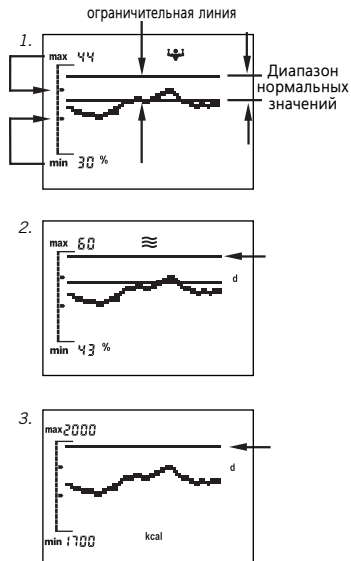 ограничительная линия
1.
max 44
Диапазон
нормальных
значений
min 30 %
2.
max 60
d
min 43 %
3.
max 2000
d
min 1700
kcal